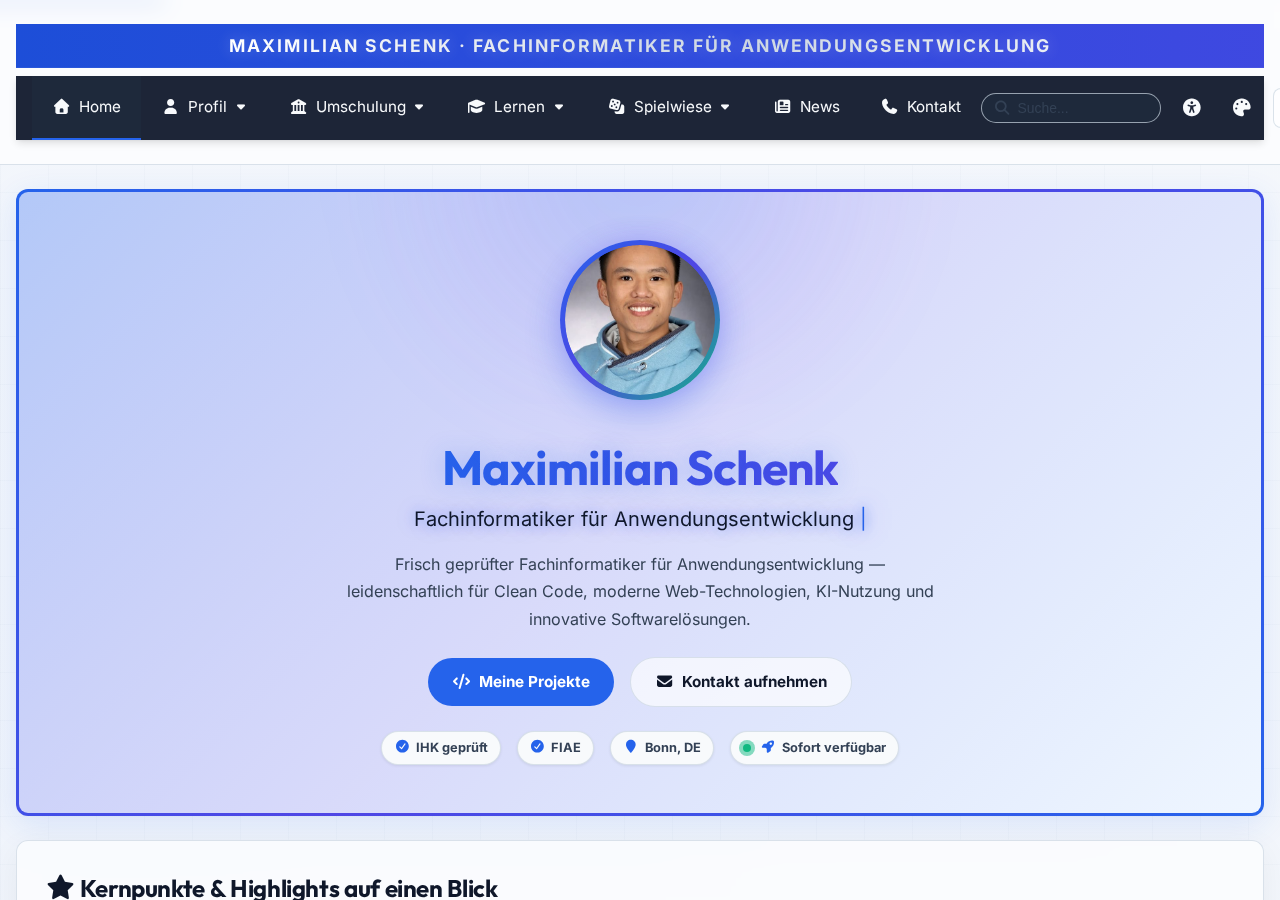 MAXIMILIAN SCHENK · FACHINFORMATIKER FÜR ANWENDUNGSENTWICKLUNG
Home Profil Umschulung Lernen Spielwiese News Kontakt Suche...
Maximilian Schenk
Fachinformatiker für Anwendungsentwicklung
Frisch geprüfter Fachinformatiker für Anwendungsentwicklung —
leidenschaftlich für Clean Code, moderne Web-Technologien, KI-Nutzung und
innovative Softwarelösungen.
Meine Projekte Kontakt aufnehmen
IHK geprüft FIAE Bonn, DE Sofort verfügbar
Kernpunkte & Highlights auf einen Blick